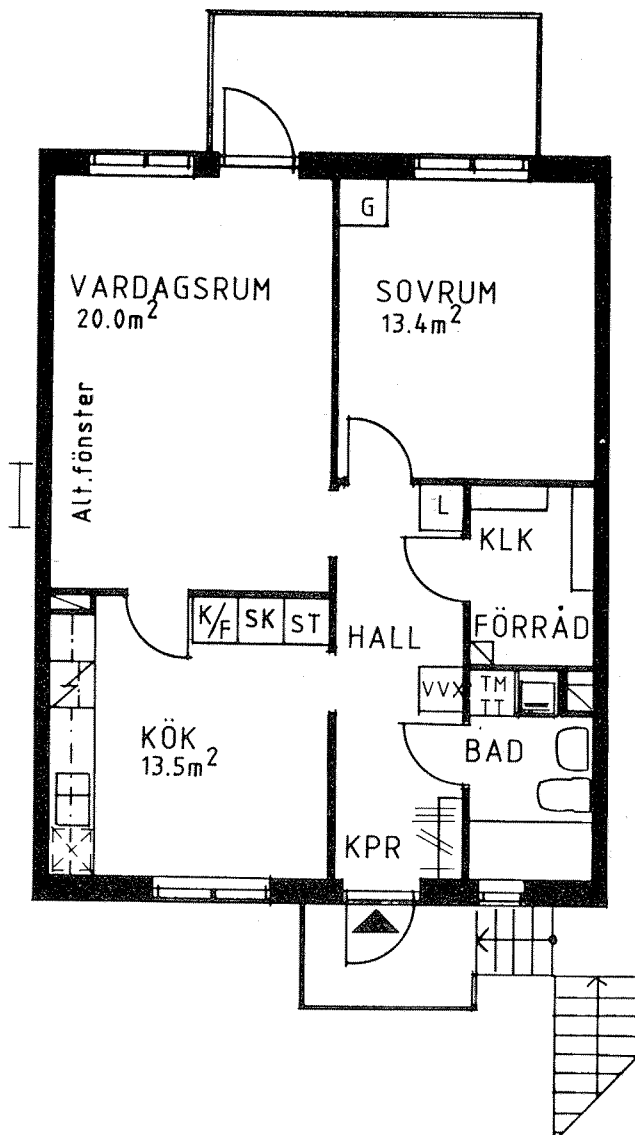 G
VARDAGSRUM
20.0m²
SOVRUM
13.4m²
Alt.fönster
L
KLK
K/F
SK
ST
HALL
FÖRRÅD
VVX
TM
TT
KÖK
13.5m²
BAD
KPR